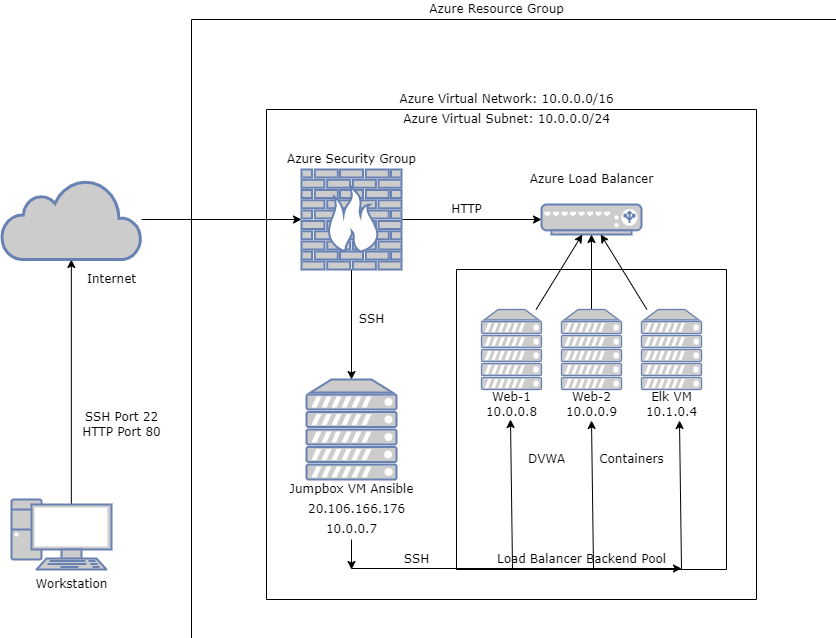 Azure Resource Group
Azure Virtual Network: 10.0.0.0/16
Azure Virtual Subnet: 10.0.0.0/24
Azure Security Group
Azure Load Balancer
HTTP
Internet
SSH
Web-1
10.0.0.8
Web-2
10.0.0.9
Elk VM
10.1.0.4
SSH Port 22
HTTP Port 80
DVWA
Containers
Jumpbox VM Ansible
20.106.166.176
10.0.0.7
SSH
Load Balancer Backend Pool
Workstation